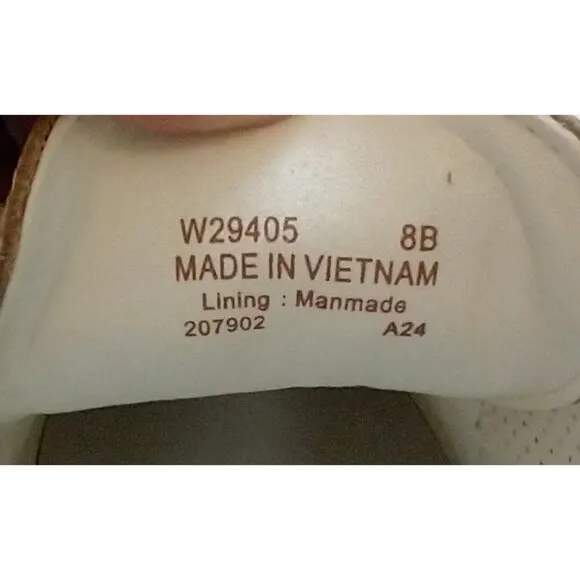 W29405 8B
MADE IN VIETNAM
Lining : Manmade
207902 A24